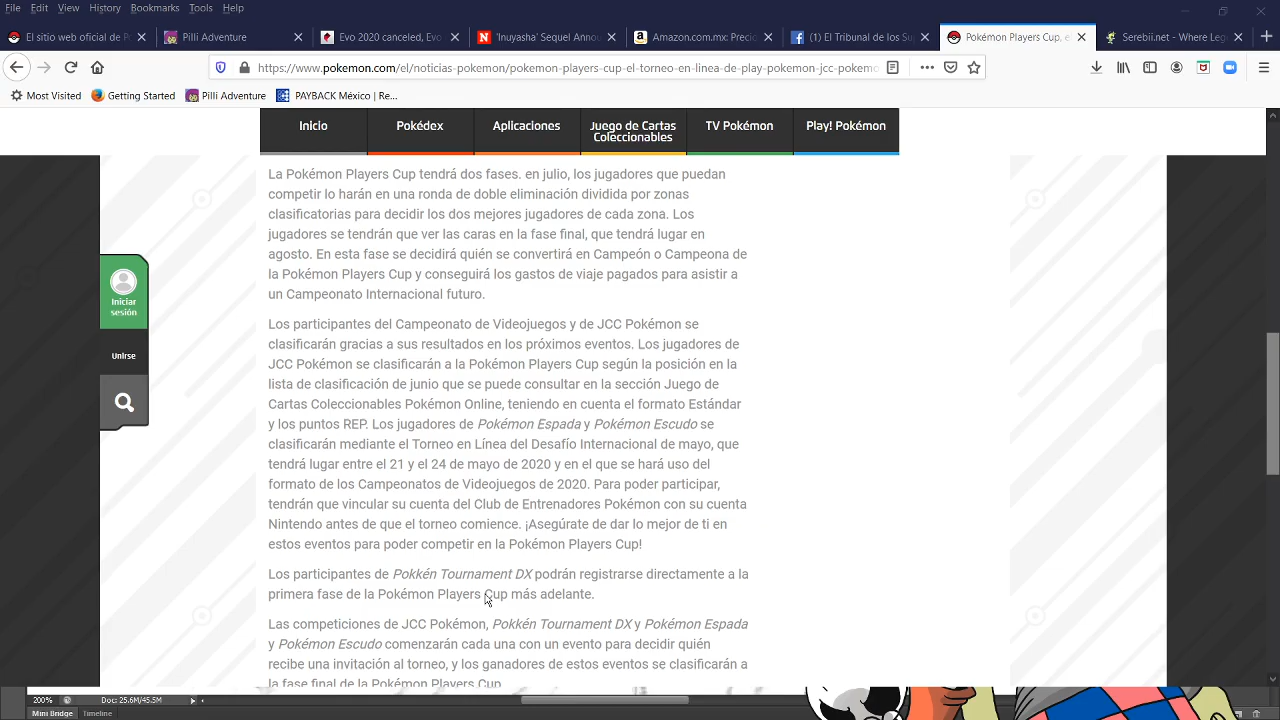 File Edit View History Bookmarks Tools Help
El sitio web oficial de P
Pilli Adventure
Evo 2020 canceled, Evo
'Inuyasha' Sequel Annou
Amazon.com.mx: Precio
(1) El Tribunal de los Su
Pokémon Players Cup, el
Serebii.net - Where Leg
https://www.pokemon.com/el/noticias-pokemon/pokemon-players-cup-el-torneo-en-linea-de-play-pokemon-jcc-pokemo
Most Visited Getting Started Pilli Adventure PAYBACK México | Re...
Inicio
Pokédex
Aplicaciones
Juego de Cartas
Coleccionables
TV Pokémon
Play! Pokémon
Iniciar
sesión
Unirse
La Pokémon Players Cup tendrá dos fases. en julio, los jugadores que puedan
competir lo harán en una ronda de doble eliminación dividida por zonas
clasificatorias para decidir los dos mejores jugadores de cada zona. Los
jugadores se tendrán que ver las caras en la fase final, que tendrá lugar en
agosto. En esta fase se decidirá quién se convertirá en Campeón o Campeona de
la Pokémon Players Cup y conseguirá los gastos de viaje pagados para asistir a
un Campeonato Internacional futuro.
Los participantes del Campeonato de Videojuegos y de JCC Pokémon se
clasificarán gracias a sus resultados en los próximos eventos. Los jugadores de
JCC Pokémon se clasificarán a la Pokémon Players Cup según la posición en la
lista de clasificación de junio que se puede consultar en la sección Juego de
Cartas Coleccionables Pokémon Online, teniendo en cuenta el formato Estándar
y los puntos REP. Los jugadores de Pokémon Espada y Pokémon Escudo se
clasificarán mediante el Torneo en Línea del Desafío Internacional de mayo, que
tendrá lugar entre el 21 y el 24 de mayo de 2020 y en el que se hará uso del
formato de los Campeonatos de Videojuegos de 2020. Para poder participar,
tendrán que vincular su cuenta del Club de Entrenadores Pokémon con su cuenta
Nintendo antes de que el torneo comience. ¡Asegúrate de dar lo mejor de ti en
estos eventos para poder competir en la Pokémon Players Cup!
Los participantes de Pokkén Tournament DX podrán registrarse directamente a la
primera fase de la Pokémon Players Cup más adelante.
Las competiciones de JCC Pokémon, Pokkén Tournament DX y Pokémon Espada
y Pokémon Escudo comenzarán cada una con un evento para decidir quién
recibe una invitación al torneo, y los ganadores de estos eventos se clasificarán a
la fase final de la Pokémon Players Cup
200% Doc: 25.6M/45.5M
Mini Bridge Timeline